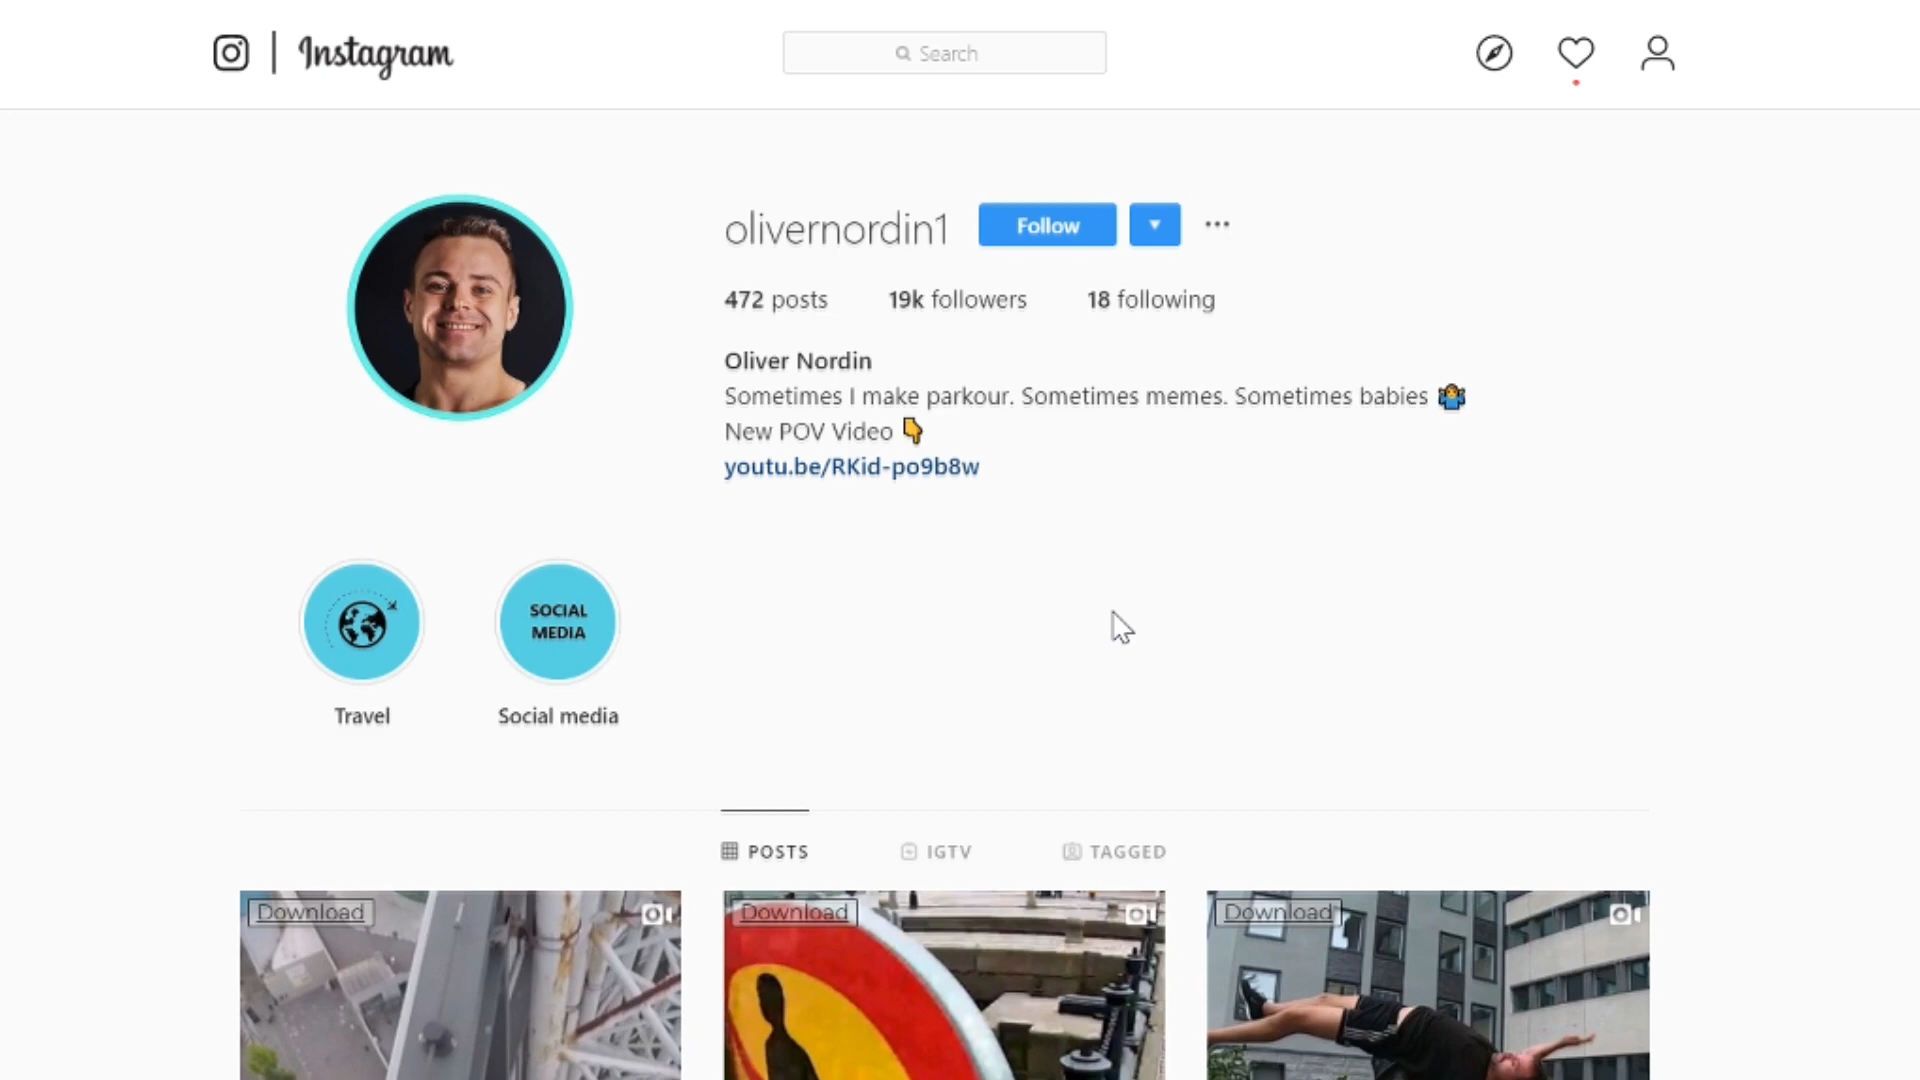 Instagram
Search
olivernordin1 Follow
472 posts 19k followers 18 following
Oliver Nordin
Sometimes I make parkour. Sometimes memes. Sometimes babies 🤷‍♂️
New POV Video 👇
youtu.be/RKid-po9b8w
SOCIAL
MEDIA
Travel Social media
POSTS IGTV TAGGED
Download Download Download